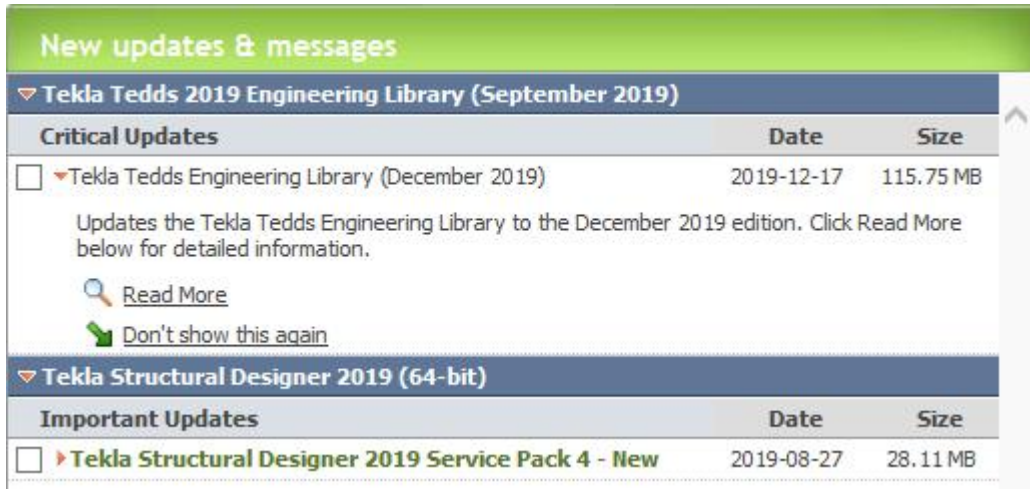 New updates & messages
Tekla Tedds 2019 Engineering Library (September 2019)
Critical Updates Date Size
Tekla Tedds Engineering Library (December 2019) 2019-12-17 115.75 MB
Updates the Tekla Tedds Engineering Library to the December 2019 edition. Click Read More
below for detailed information.
Read More
Don't show this again
Tekla Structural Designer 2019 (64-bit)
Important Updates Date Size
Tekla Structural Designer 2019 Service Pack 4 - New 2019-08-27 28.11 MB